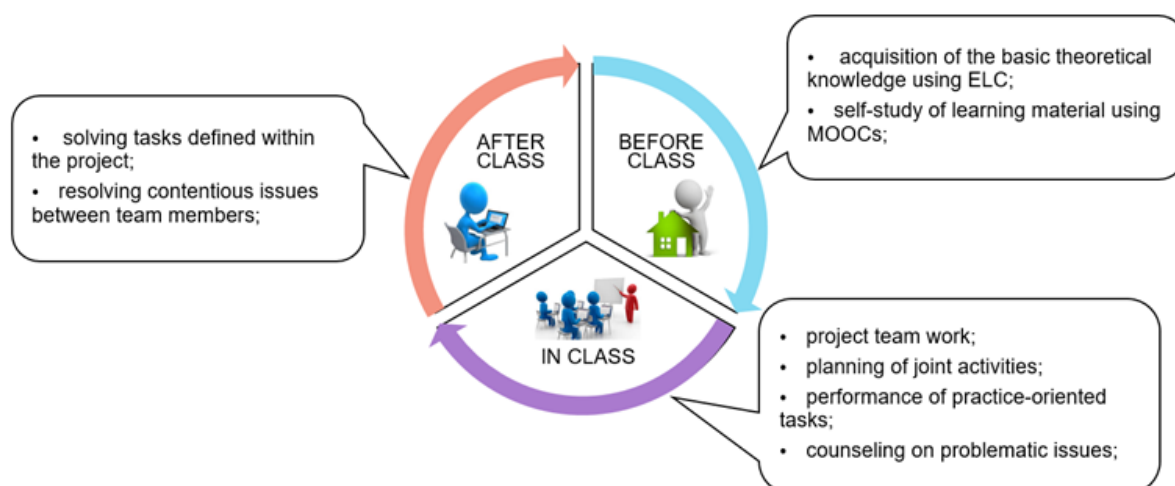 • acquisition of the basic theoretical
knowledge using ELC;
• self-study of learning material using
MOOCs;
AFTER
CLASS
BEFORE
CLASS
• solving tasks defined within
the project;
• resolving contentious issues
between team members;
IN CLASS
• project team work;
• planning of joint activities;
• performance of practice-oriented
tasks;
• counseling on problematic issues;